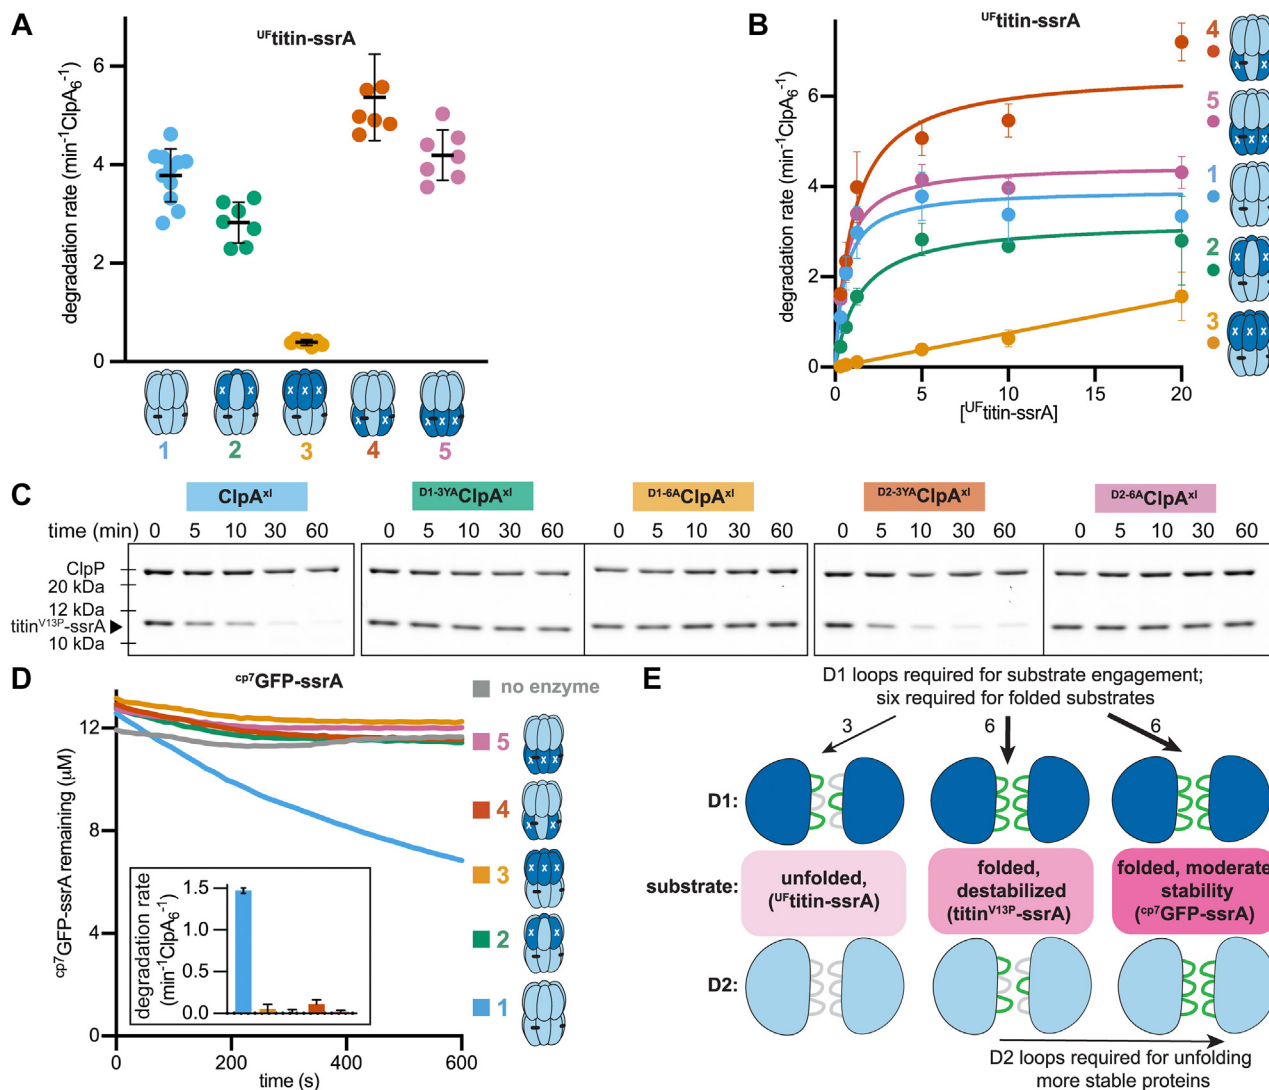 A
UFtitin-ssrA
degradation rate (min-1ClpA6-1)
6
4
2
0
x x
x x x
x x
x x x
1 2 3 4 5
B
UFtitin-ssrA
degradation rate (min-1ClpA6-1)
6
4
2
0
0 5 10 15 20
[UFtitin-ssrA]
4
x x
5
x x x
1
2
x x
3
x x x
C
ClpAxl D1-3YAClpAxl D1-6AClpAxl D2-3YAClpAxl D2-6AClpAxl
time (min) 0 5 10 30 60 0 5 10 30 60 0 5 10 30 60 0 5 10 30 60 0 5 10 30 60
ClpP
20 kDa
12 kDa
titinV13P-ssrA
10 kDa
D
cp7GFP-ssrA
cp7GFP-ssrA remaining (μM)
12
8
4
0
0 200 400 600
time (s)
degradation rate
(min-1ClpA6-1)
1.5
1.0
0.5
0.0
no enzyme
5
x x x
4
x x
3
x x x
2
x x
1
E
D1 loops required for substrate engagement;
six required for folded substrates
3 6 6
D1:
substrate:
unfolded,
(UFtitin-ssrA)
folded,
destabilized
(titinV13P-ssrA)
folded, moderate
stability
(cp7GFP-ssrA)
D2:
D2 loops required for unfolding
more stable proteins